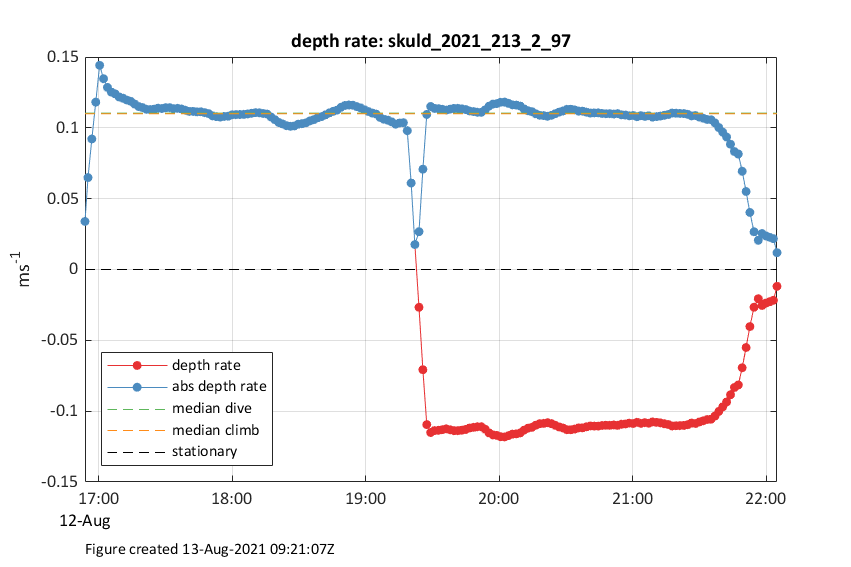 depth rate: skuld_2021_213_2_97
0.15
0.1
0.05
0
-0.05
-0.1
-0.15
ms-1
depth rate
abs depth rate
median dive
median climb
stationary
17:00 18:00 19:00 20:00 21:00 22:00
12-Aug
Figure created 13-Aug-2021 09:21:07Z